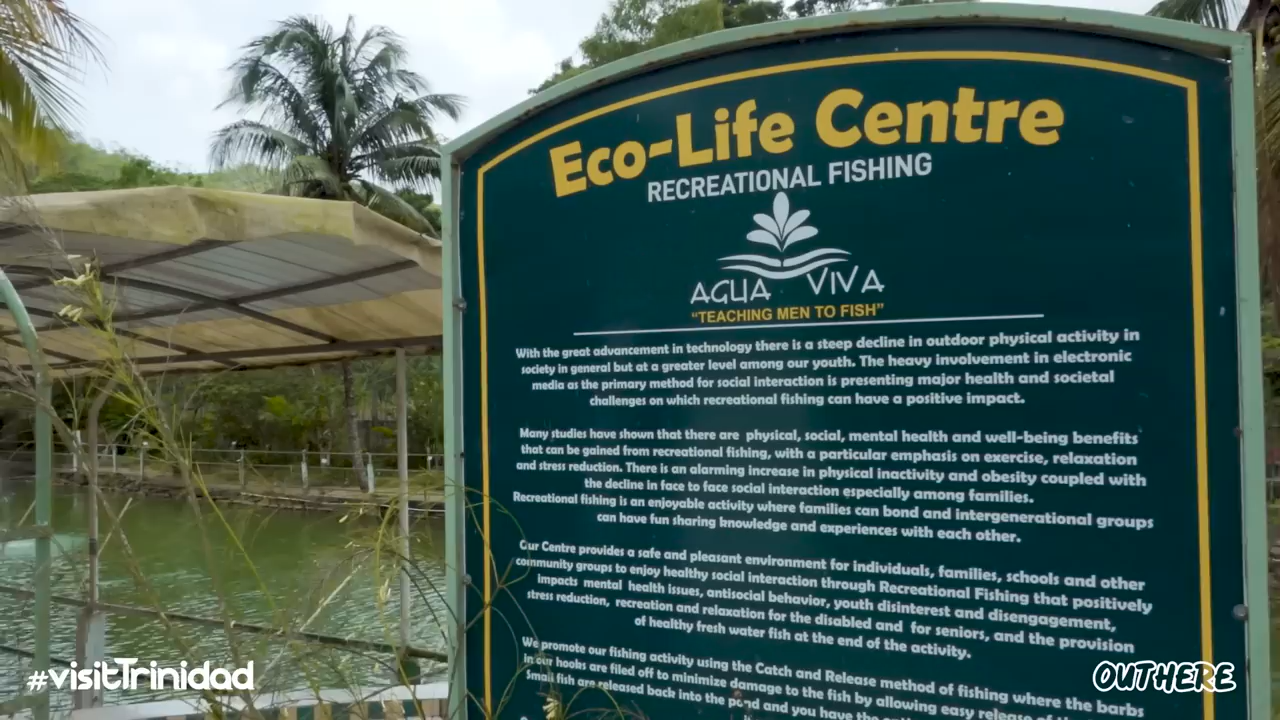 Eco-Life Centre
RECREATIONAL FISHING
AGUA VIVA
"TEACHING MEN TO FISH"
With the great advancement in technology there is a steep decline in outdoor physical activity in
society in general but at a greater level among our youth. The heavy involvement in electronic
media as the primary method for social interaction is presenting major health and societal
challenges on which recreational fishing can have a positive impact.
Many studies have shown that there are physical, social, mental health and well-being benefits
that can be gained from recreational fishing, with a particular emphasis on exercise, relaxation
and stress reduction. There is an alarming increase in physical inactivity and obesity coupled with
the decline in face to face social interaction especially among families.
Recreational fishing is an enjoyable activity where families can bond and intergenerational groups
can have fun sharing knowledge and experiences with each other.
Our Centre provides a safe and pleasant environment for individuals, families, schools and other
community groups to enjoy healthy social interaction through Recreational Fishing that positively
impacts mental health issues, antisocial behavior, youth disinterest and disengagement,
stress reduction, recreation and relaxation for the disabled and for seniors, and the provision
of healthy fresh water fish at the end of the activity.
We promote our fishing activity using the Catch and Release method of fishing where the barbs
in our hooks are filed off to minimize damage to the fish by allowing easy release
Small fish are released back into the pond and you have the
#visitTrinidad
OUTHERE